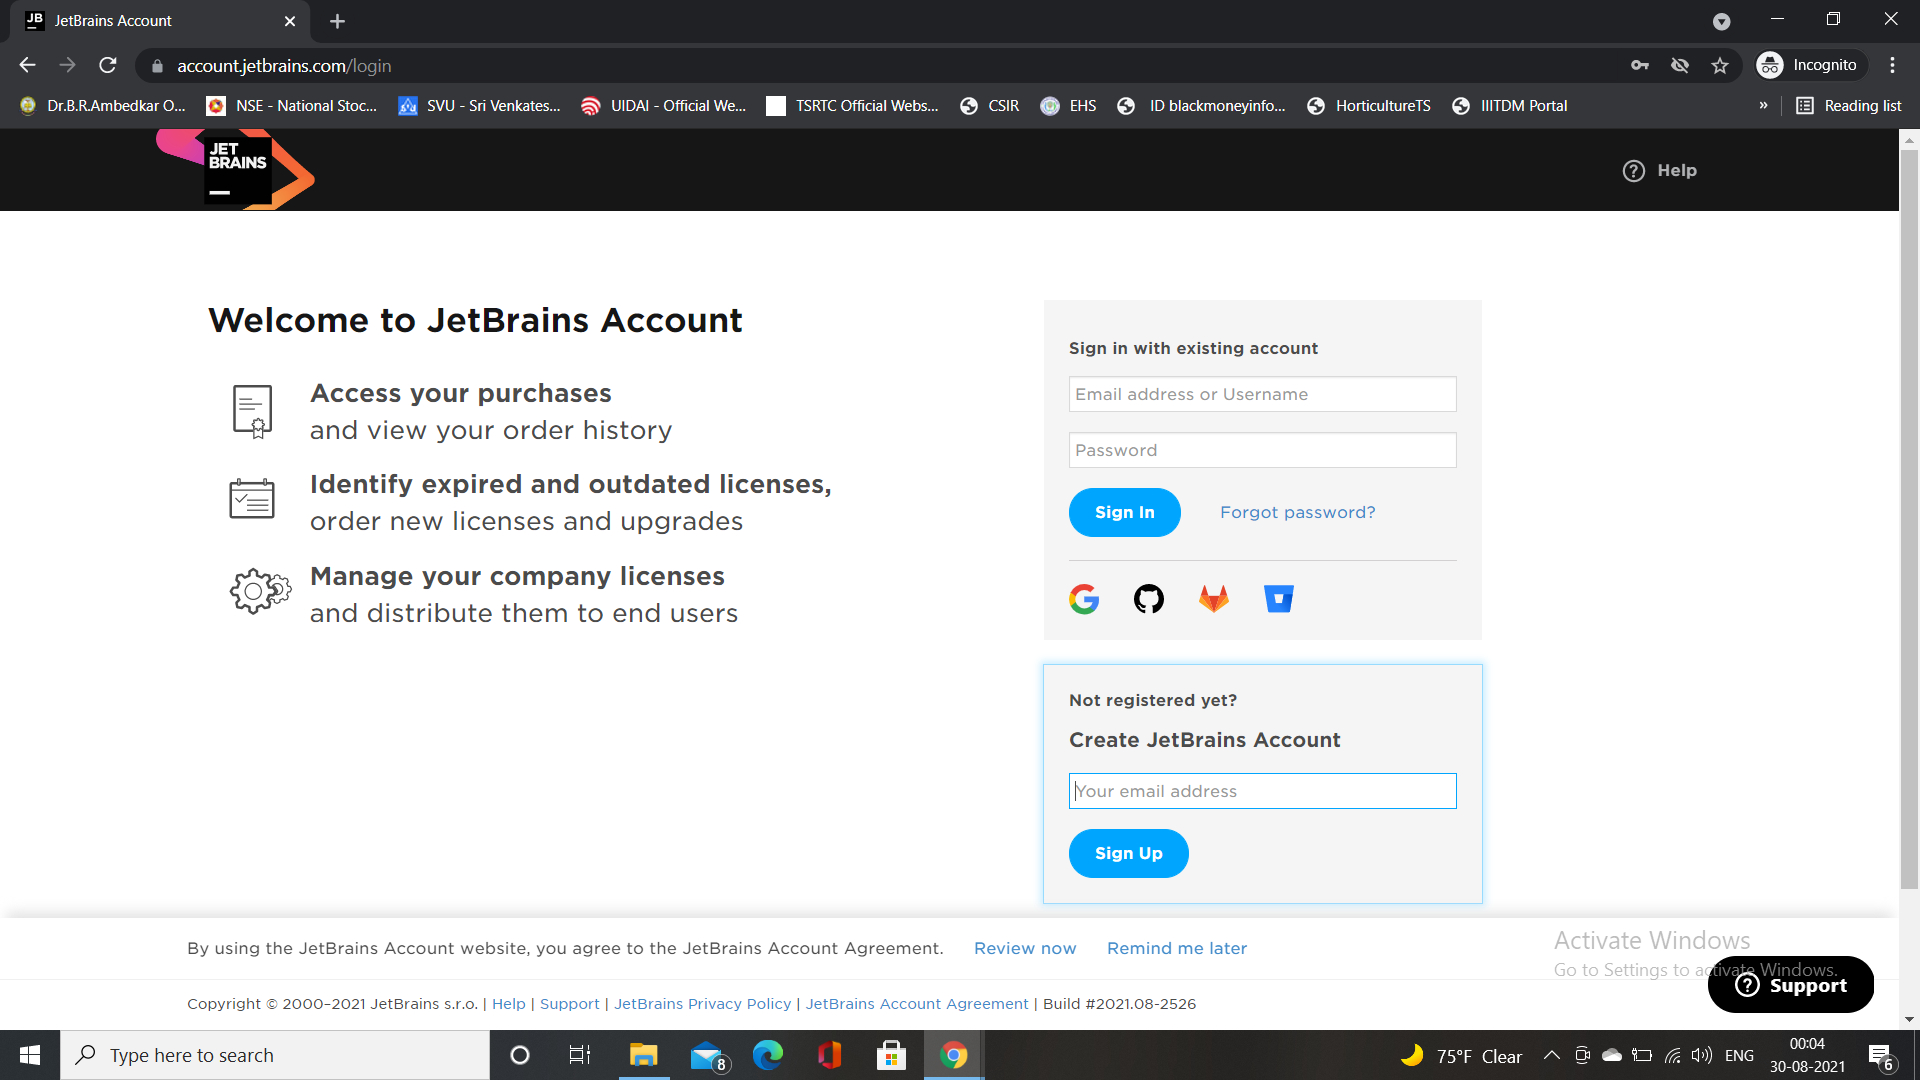 JB JetBrains Account
account.jetbrains.com/login
Incognito
Dr.B.R.Ambedkar O...
NSE - National Stoc...
SVU - Sri Venkates...
UIDAI - Official We...
TSRTC Official Webs...
CSIR
EHS
ID blackmoneyinfo...
HorticultureTS
IIITDM Portal
»
Reading list
JET
BRAINS
Help
Welcome to JetBrains Account
Access your purchases
and view your order history
Identify expired and outdated licenses,
order new licenses and upgrades
Manage your company licenses
and distribute them to end users
Sign in with existing account
Email address or Username
Password
Sign In
Forgot password?
Not registered yet?
Create JetBrains Account
Your email address
Sign Up
By using the JetBrains Account website, you agree to the JetBrains Account Agreement. Review now Remind me later
Activate Windows
Go to Settings to activate Windows.
Support
Copyright © 2000–2021 JetBrains s.r.o. | Help | Support | JetBrains Privacy Policy | JetBrains Account Agreement | Build #2021.08-2526
Type here to search
8
75°F Clear
ENG
00:04
30-08-2021
6